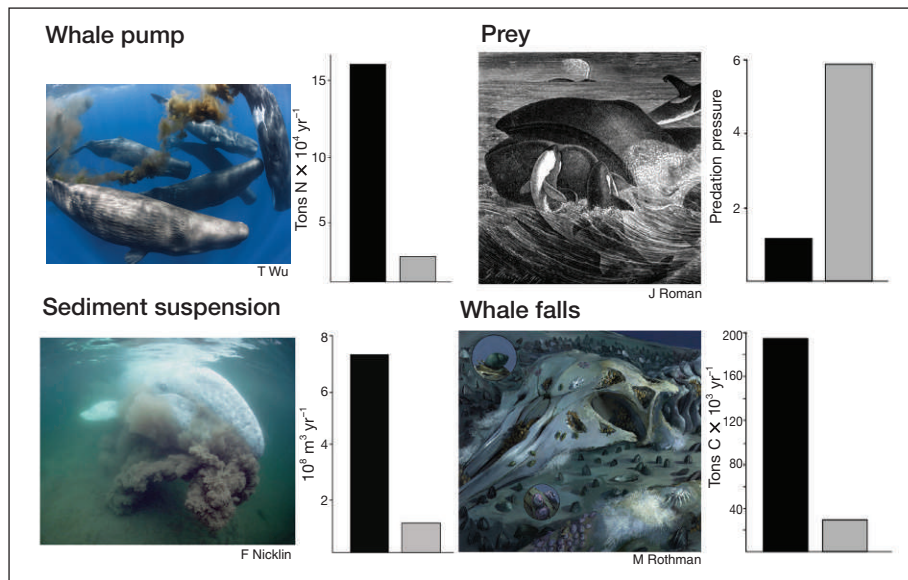 Whale pump
Tons N × 10⁴ yr⁻¹
15
10
5
T Wu
Prey
Predation pressure
6
4
2
J Roman
Sediment suspension
10⁸ m³ yr⁻¹
8
6
4
2
F Nicklin
Whale falls
Tons C × 10³ yr⁻¹
200
160
120
80
40
M Rothman